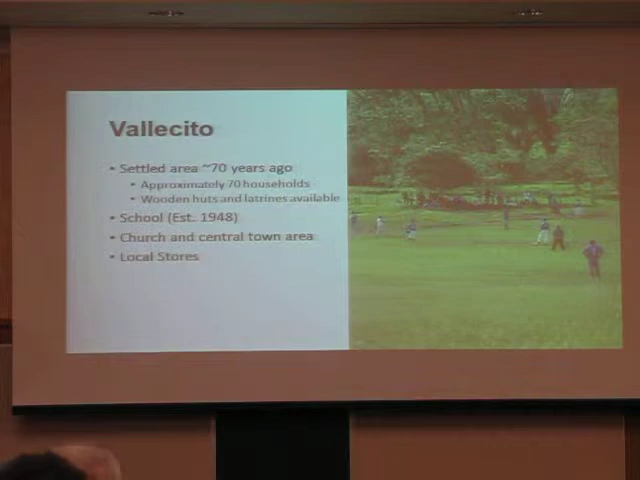 Vallecito
• Settled area ~70 years ago
• Approximately 70 households
• Wooden huts and latrines available
• School (Est. 1948)
• Church and central town area
• Local Stores